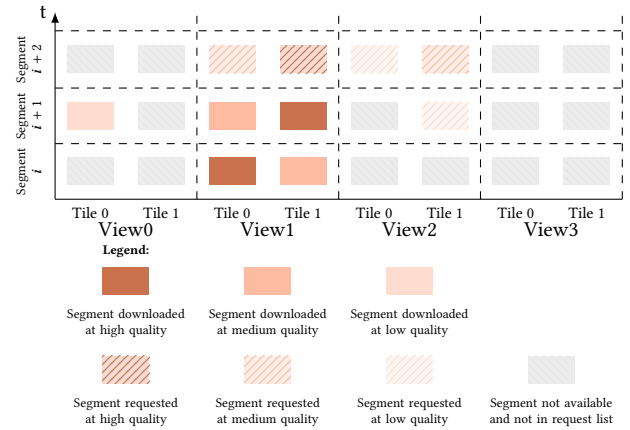 t
Segment
i + 2
Segment
i + 1
Segment
i
Tile 0 Tile 1 Tile 0 Tile 1 Tile 0 Tile 1 Tile 0 Tile 1
View0 View1 View2 View3
Legend:
Segment downloaded
at high quality
Segment downloaded
at medium quality
Segment downloaded
at low quality
Segment requested
at high quality
Segment requested
at medium quality
Segment requested
at low quality
Segment not available
and not in request list